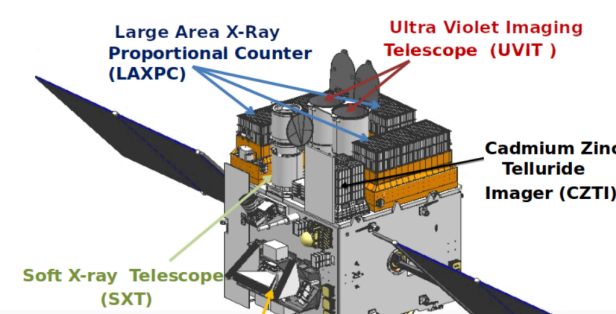 Large Area X-Ray
Proportional Counter
(LAXPC)
Ultra Violet Imaging
Telescope (UVIT )
Cadmium Zinc
Telluride
Imager (CZTI)
Soft X-ray Telescope
(SXT)